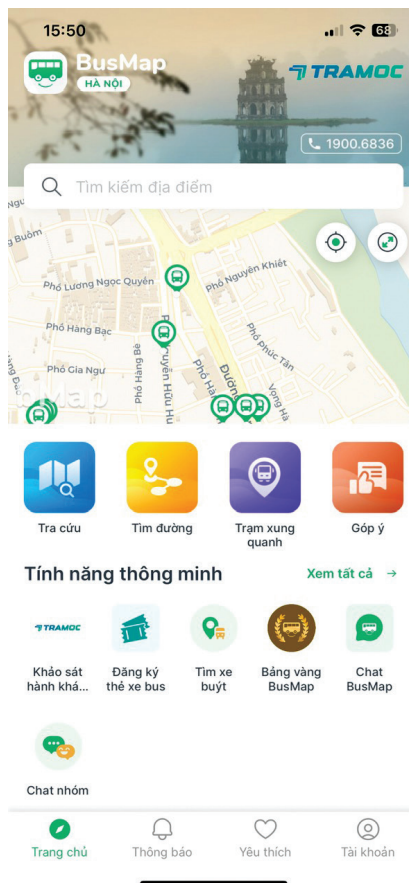 15:50
68
BusMap
HÀ NỘI
TRAMOC
1900.6836
Tìm kiếm địa điểm
Phố Lương Ngọc Quyến
Phố Nguyễn Khiết
Phố Hàng Bạc
Phố Gia Ngư
Phố Hàng Bè
Phố Phúc Tân
Tra cứu
Tìm đường
Trạm xung
quanh
Góp ý
Tính năng thông minh
Xem tất cả →
TRAMOC
Khảo sát
hành khá...
Đăng ký
thẻ xe bus
Tìm xe
buýt
Bảng vàng
BusMap
Chat
BusMap
Chat nhóm
Trang chủ
Thông báo
Yêu thích
Tài khoản